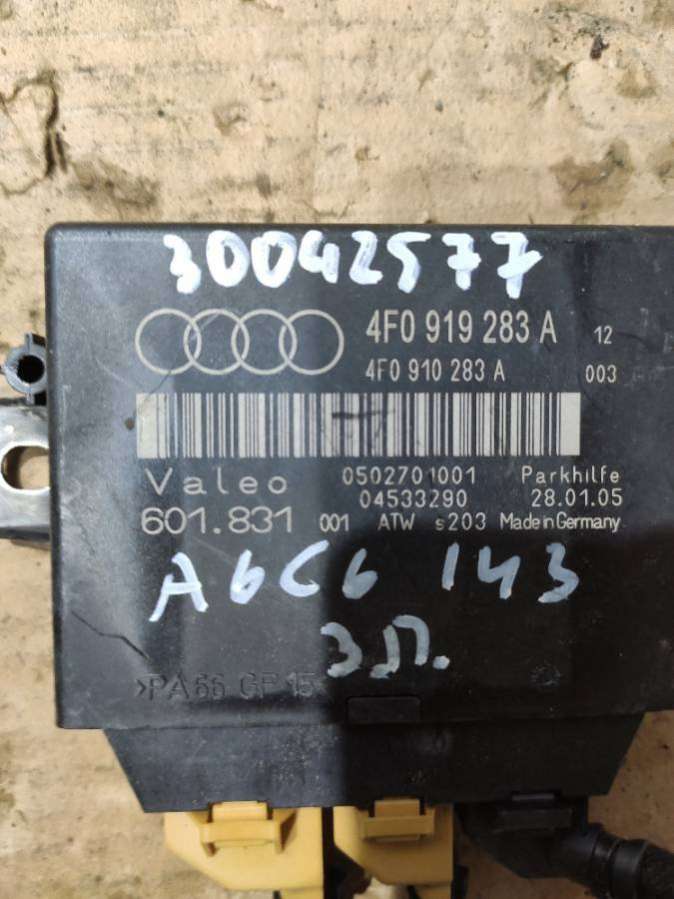 30042577
4F0 919 283 A 12
4F0 910 283 A 003
Valeo 0502701001 Parkhilfe
04533290 28.01.05
601.831 001 ATW s203 Made in Germany
A6C6 143
ЗП.
>PA66 GF15